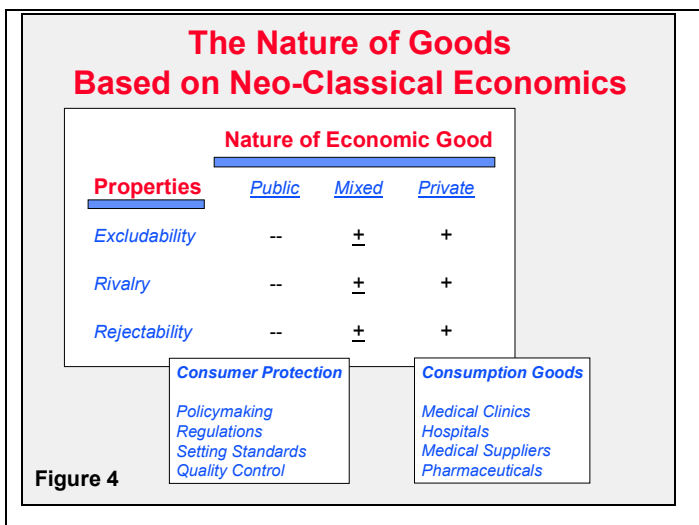 The Nature of Goods
Based on Neo-Classical Economics
Nature of Economic Good
Properties Public Mixed Private
Excludability -- ± +
Rivalry -- ± +
Rejectability -- ± +
Consumer Protection
Policymaking
Regulations
Setting Standards
Quality Control
Consumption Goods
Medical Clinics
Hospitals
Medical Suppliers
Pharmaceuticals
Figure 4